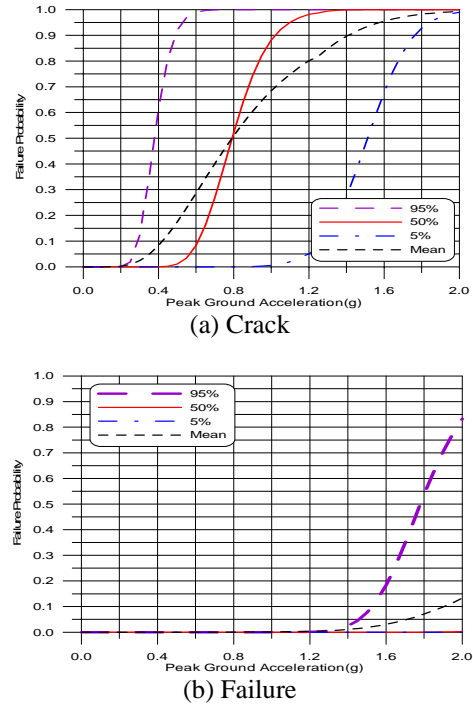 1.0
0.9
0.8
0.7
0.6
0.5
0.4
0.3
0.2
0.1
0.0
Failure Probability
95%
50%
5%
Mean
0.0 0.4 0.8 1.2 1.6 2.0
Peak Ground Acceleration(g)
(a) Crack
1.0
0.9
0.8
0.7
0.6
0.5
0.4
0.3
0.2
0.1
0.0
Failure Probability
95%
50%
5%
Mean
0.0 0.4 0.8 1.2 1.6 2.0
Peak Ground Acceleration(g)
(b) Failure